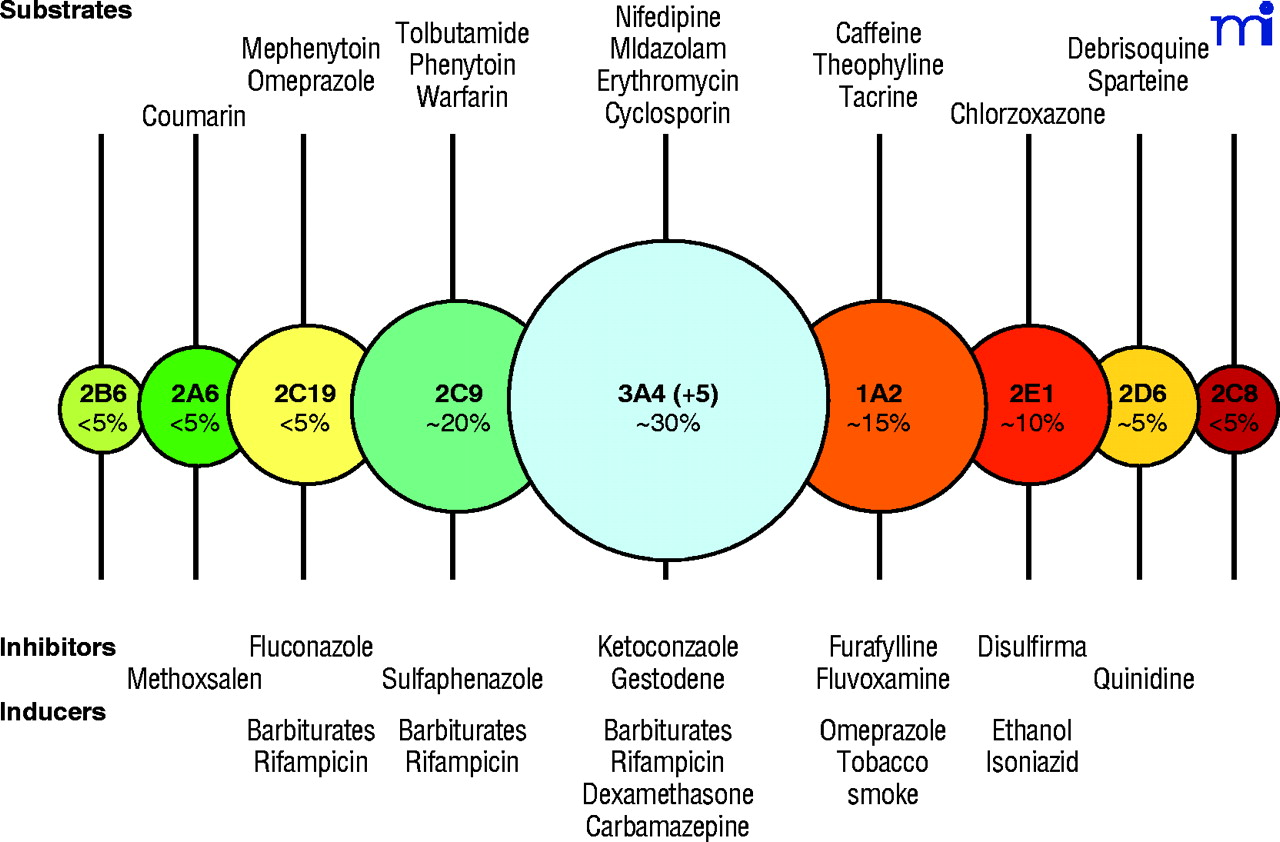 Substrates
mi
Coumarin
Mephenytoin
Omeprazole
Tolbutamide
Phenytoin
Warfarin
Nifedipine
MIdazolam
Erythromycin
Cyclosporin
Caffeine
Theophyline
Tacrine
Chlorzoxazone
Debrisoquine
Sparteine
2B6
<5%
2A6
<5%
2C19
<5%
2C9
~20%
3A4 (+5)
~30%
1A2
~15%
2E1
~10%
2D6
~5%
2C8
<5%
Inhibitors
Methoxsalen
Fluconazole
Sulfaphenazole
Ketoconzaole
Gestodene
Furafylline
Fluvoxamine
Disulfirma
Quinidine
Inducers
Barbiturates
Rifampicin
Barbiturates
Rifampicin
Barbiturates
Rifampicin
Dexamethasone
Carbamazepine
Omeprazole
Tobacco
smoke
Ethanol
Isoniazid